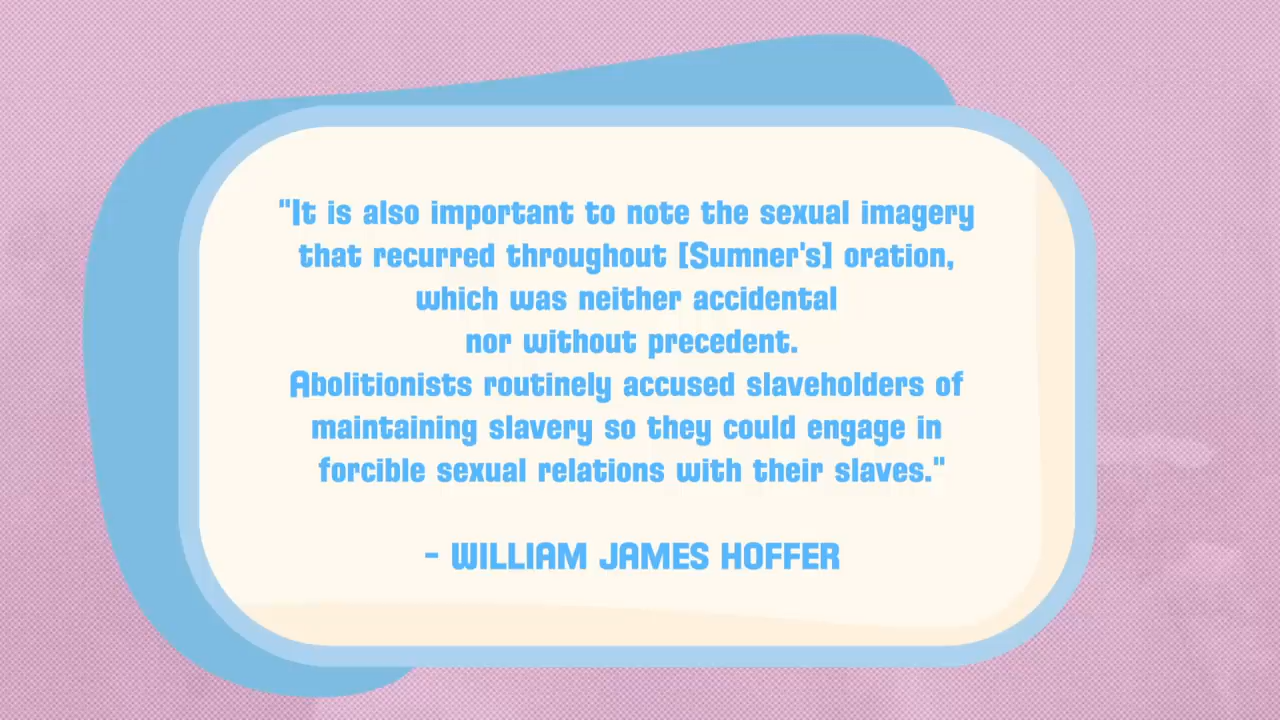 "It is also important to note the sexual imagery
that recurred throughout [Sumner's] oration,
which was neither accidental
nor without precedent.
Abolitionists routinely accused slaveholders of
maintaining slavery so they could engage in
forcible sexual relations with their slaves."
- WILLIAM JAMES HOFFER